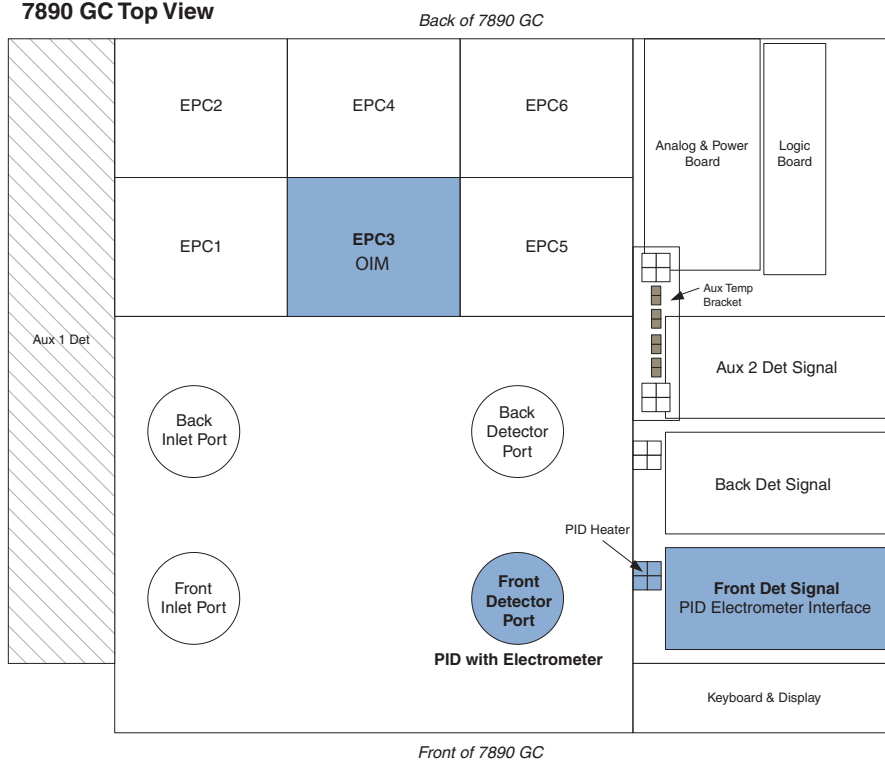 7890 GC Top View
Back of 7890 GC
EPC2
EPC4
EPC6
Analog & Power
Board
Logic
Board
EPC1
EPC3
OIM
EPC5
Aux Temp
Bracket
Aux 1 Det
Aux 2 Det Signal
Back
Inlet Port
Back
Detector
Port
Back Det Signal
PID Heater
Front
Inlet Port
Front
Detector
Port
Front Det Signal
PID Electrometer Interface
PID with Electrometer
Keyboard & Display
Front of 7890 GC